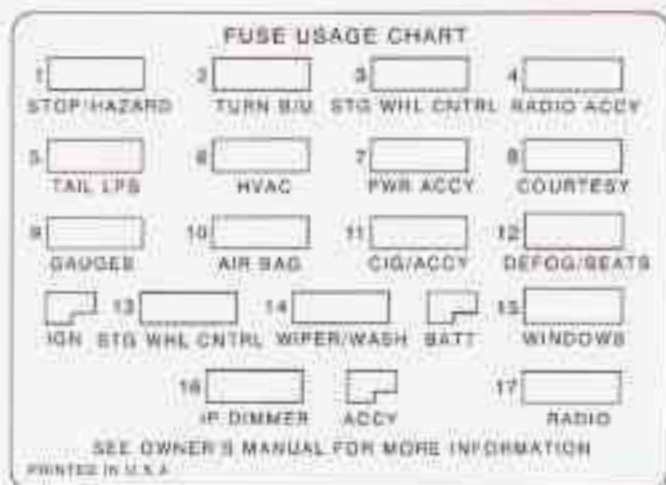 FUSE USAGE CHART
1 2 3 4
STOP/HAZARD TURN B/U STG WHL CNTRL RADIO ACCY
5 6 7 8
TAIL LPS HVAC PWR ACCY COURTESY
9 10 11 12
GAUGES AIR BAG CIG/ACCY DEFOG/SEATS
13 14 15
IGN STG WHL CNTRL WIPER/WASH BATT WINDOWS
16 17
IP DIMMER ACCY RADIO
SEE OWNER'S MANUAL FOR MORE INFORMATION
PRINTED IN U.S.A.